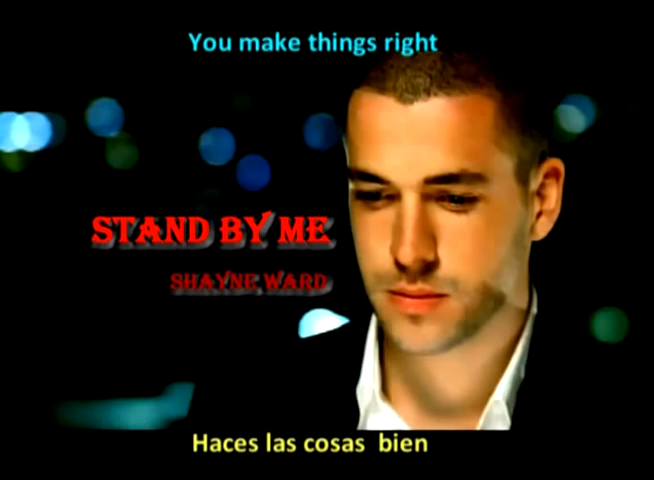 You make things right
STAND BY ME
SHAYNE WARD
Haces las cosas bien